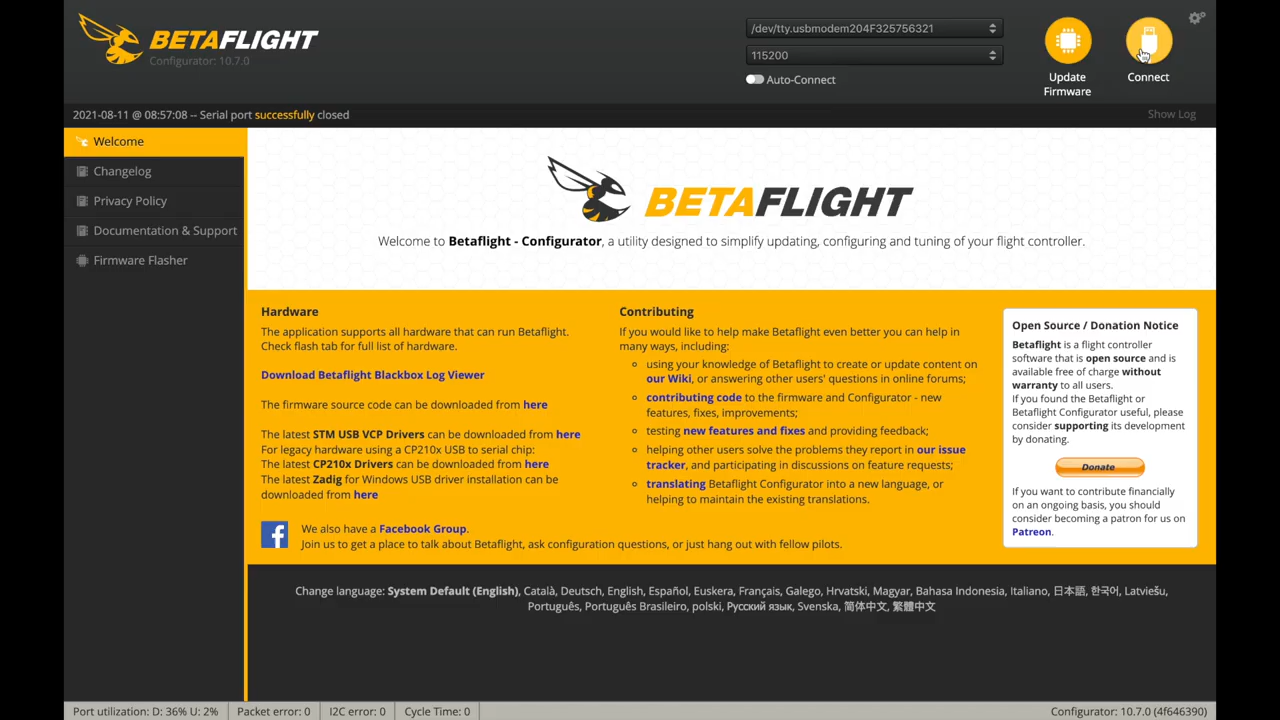 BETAFLIGHT
Configurator: 10.7.0
/dev/tty.usbmodem204F325756321
115200
Auto-Connect
Update
Firmware
Connect
2021-08-11 @ 08:57:08 -- Serial port successfully closed
Show Log
Welcome
Changelog
Privacy Policy
Documentation & Support
Firmware Flasher
BETAFLIGHT
Welcome to Betaflight - Configurator, a utility designed to simplify updating, configuring and tuning of your flight controller.
Hardware
The application supports all hardware that can run Betaflight.
Check flash tab for full list of hardware.
Download Betaflight Blackbox Log Viewer
The firmware source code can be downloaded from here
The latest STM USB VCP Drivers can be downloaded from here
For legacy hardware using a CP210x USB to serial chip:
The latest CP210x Drivers can be downloaded from here
The latest Zadig for Windows USB driver installation can be
downloaded from here
We also have a Facebook Group.
Join us to get a place to talk about Betaflight, ask configuration questions, or just hang out with fellow pilots.
Contributing
If you would like to help make Betaflight even better you can help in
many ways, including:
using your knowledge of Betaflight to create or update content on
our Wiki, or answering other users' questions in online forums;
contributing code to the firmware and Configurator - new
features, fixes, improvements;
testing new features and fixes and providing feedback;
helping other users solve the problems they report in our issue
tracker, and participating in discussions on feature requests;
translating Betaflight Configurator into a new language, or
helping to maintain the existing translations.
Open Source / Donation Notice
Betaflight is a flight controller
software that is open source and is
available free of charge without
warranty to all users.
If you found the Betaflight or
Betaflight Configurator useful, please
consider supporting its development
by donating.
Donate
If you want to contribute financially
on an ongoing basis, you should
consider becoming a patron for us on
Patreon.
Change language: System Default (English), Català, Deutsch, English, Español, Euskera, Français, Galego, Hrvatski, Magyar, Bahasa Indonesia, Italiano, 日本語, 한국어, Latviešu,
Português, Português Brasileiro, polski, Русский язык, Svenska, 简体中文, 繁體中文
Port utilization: D: 36% U: 2%
Packet error: 0
I2C error: 0
Cycle Time: 0
Configurator: 10.7.0 (4f646390)